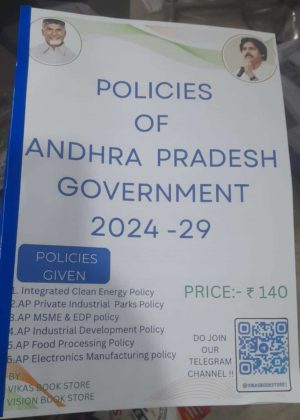 POLICIES
OF
ANDHRA PRADESH
GOVERNMENT
2024 -29
POLICIES
GIVEN
1. Integrated Clean Energy Policy
2.AP Private Industrial Parks Policy
3.AP MSME & EDP policy
4.AP Industrial Development Policy
5.AP Food Processing Policy
6.AP Electronics Manufacturing policy
BY
VIKAS BOOK STORE
VISION BOOK STORE
PRICE:- ₹ 140
DO JOIN
OUR
TELEGRAM
CHANNEL !!
@VIKASBOOKSTORE1